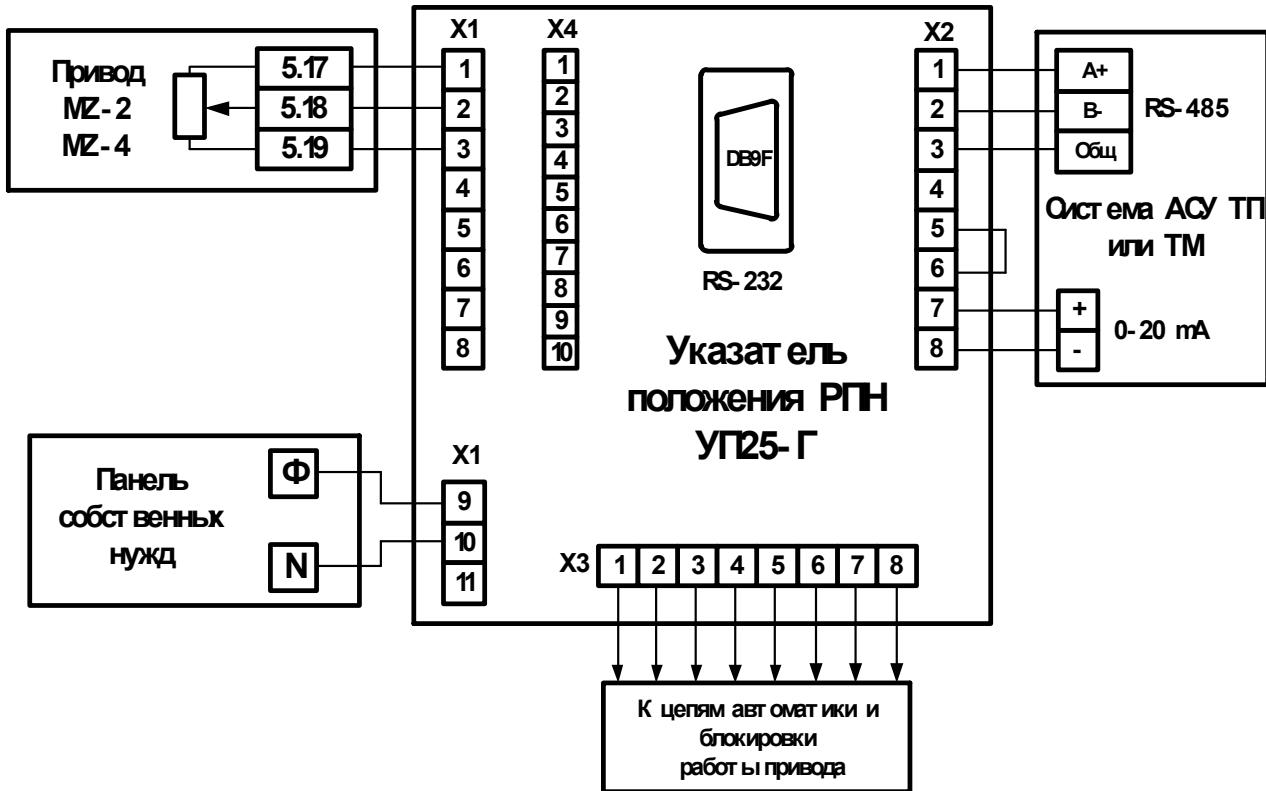 Привод
MZ-2
MZ-4
5.17
5.18
5.19
X1
1
2
3
4
5
6
7
8
X4
1
2
3
4
5
6
7
8
9
10
DB9F
RS-232
Указатель
положения РПН
УП25-Г
X2
1
2
3
4
5
6
7
8
A+
B-
Общ
RS-485
Система АСУ ТП
или ТМ
+
-
0-20 mA
Панель
собственных
нужд
Ф
N
X1
9
10
11
X3
1 2 3 4 5 6 7 8
К цепям автоматики и
блокировки
работы привода